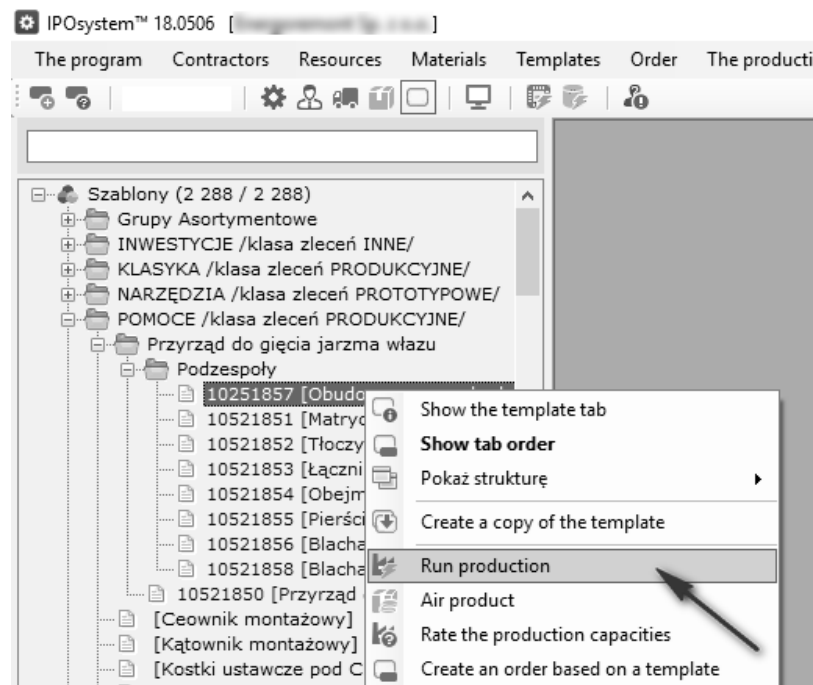 IPOsystem™ 18.0506 [ ]
The program Contractors Resources Materials Templates Order The producti
Szablony (2 288 / 2 288)
Grupy Asortymentowe
INWESTYCJE /klasa zleceń INNE/
KLASYKA /klasa zleceń PRODUKCYJNE/
NARZĘDZIA /klasa zleceń PROTOTYPOWE/
POMOCE /klasa zleceń PRODUKCYJNE/
Przyrząd do gięcia jarzma włazu
Podzespoły
10251857 [Obudo
10521851 [Matryc
10521852 [Tłoczy
10521853 [Łączni
10521854 [Obejm
10521855 [Pierści
10521856 [Blacha
10521858 [Blacha
10521850 [Przyrząd
[Ceownik montażowy]
[Kątownik montażowy]
[Kostki ustawcze pod C
Show the template tab
Show tab order
Pokaż strukturę
Create a copy of the template
Run production
Air product
Rate the production capacities
Create an order based on a template